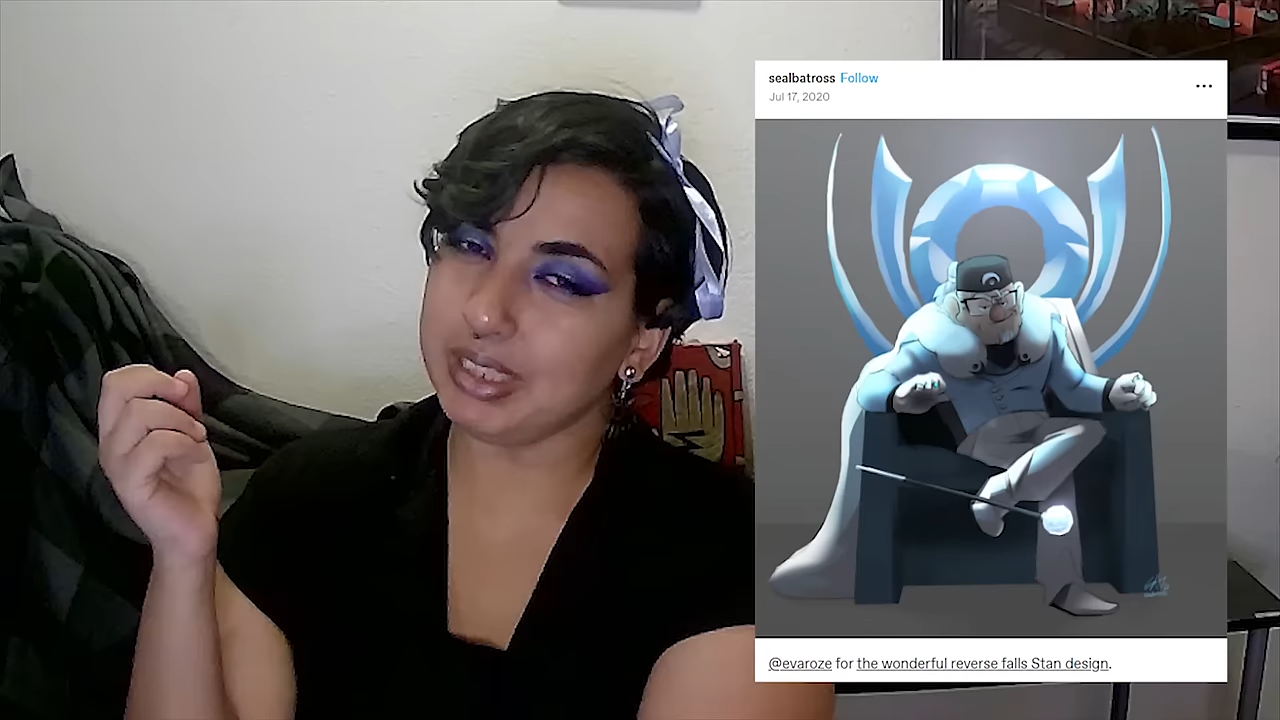 sealbatross Follow
Jul 17, 2020
@evaroze for the wonderful reverse falls Stan design.